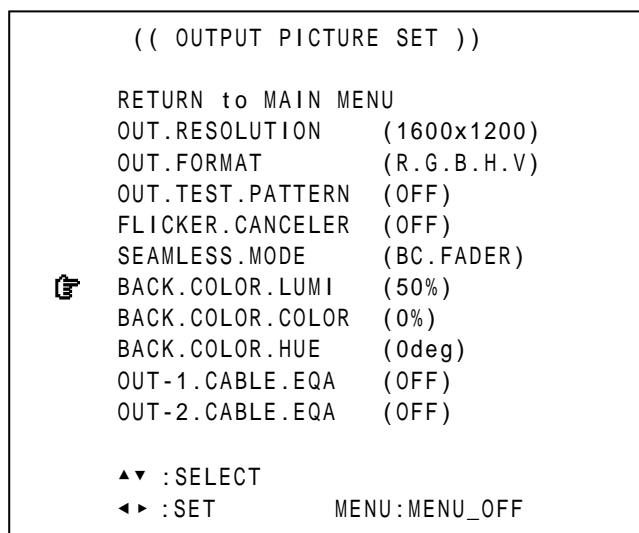 (( OUTPUT PICTURE SET ))
RETURN to MAIN MENU
OUT.RESOLUTION (1600x1200)
OUT.FORMAT (R.G.B.H.V)
OUT.TEST.PATTERN (OFF)
FLICKER.CANCELER (OFF)
SEAMLESS.MODE (BC.FADER)
BACK.COLOR.LUMI (50%)
BACK.COLOR.COLOR (0%)
BACK.COLOR.HUE (0deg)
OUT-1.CABLE.EQA (OFF)
OUT-2.CABLE.EQA (OFF)
▲▼ :SELECT
◄► :SET MENU:MENU_OFF